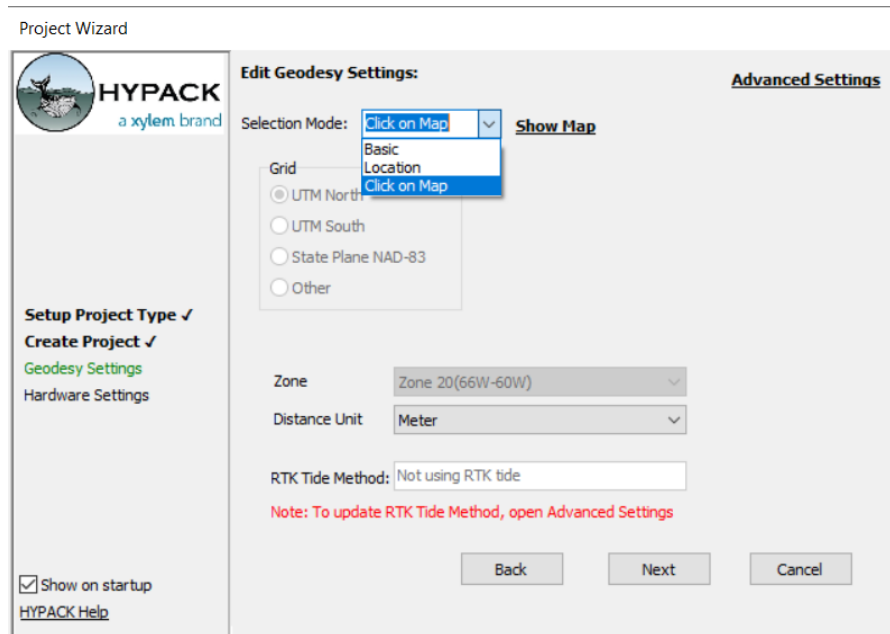 Project Wizard
HYPACK
a xylem brand
Edit Geodesy Settings:
Advanced Settings
Selection Mode: Click on Map Show Map
Basic
Location
Click on Map
Grid
UTM North
UTM South
State Plane NAD-83
Other
Setup Project Type ✓
Create Project ✓
Geodesy Settings
Hardware Settings
Zone Zone 20(66W-60W)
Distance Unit Meter
RTK Tide Method: Not using RTK tide
Note: To update RTK Tide Method, open Advanced Settings
Back Next Cancel
Show on startup
HYPACK Help